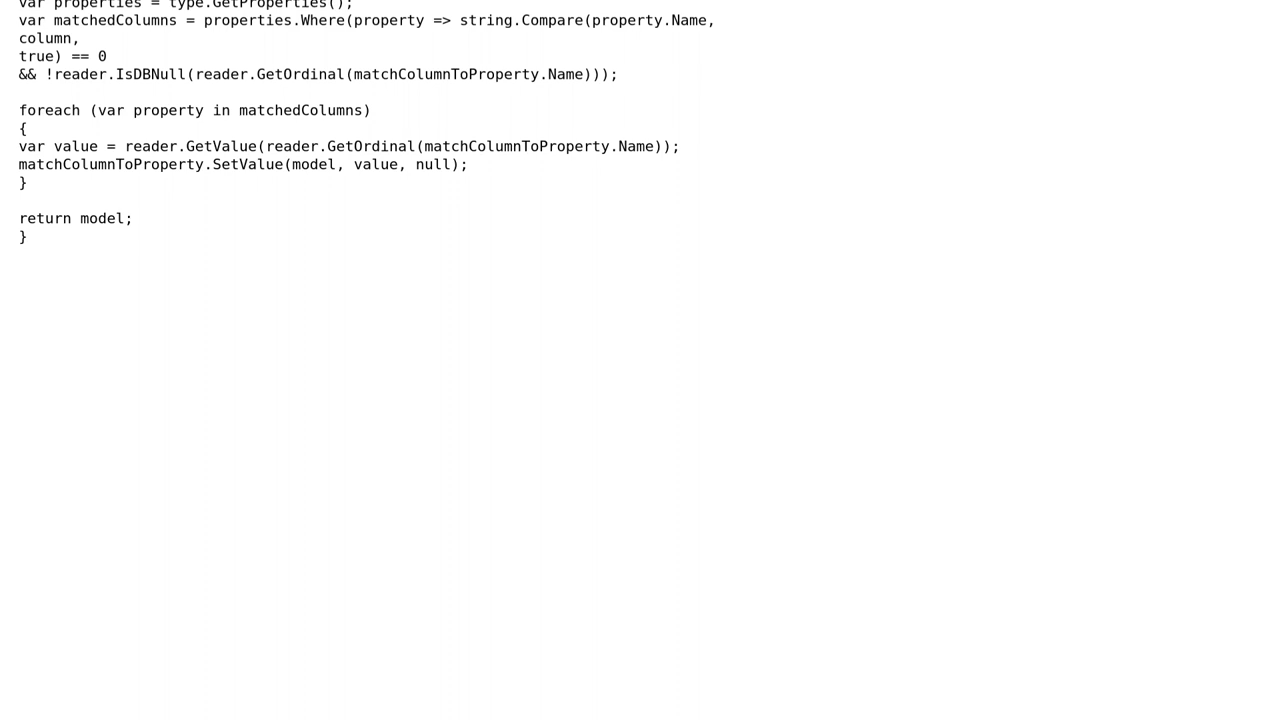 var properties = type.GetProperties();
var matchedColumns = properties.Where(property => string.Compare(property.Name,
column,
true) == 0
&& !reader.IsDBNull(reader.GetOrdinal(matchColumnToProperty.Name)));
foreach (var property in matchedColumns)
{
var value = reader.GetValue(reader.GetOrdinal(matchColumnToProperty.Name));
matchColumnToProperty.SetValue(model, value, null);
}
return model;
}